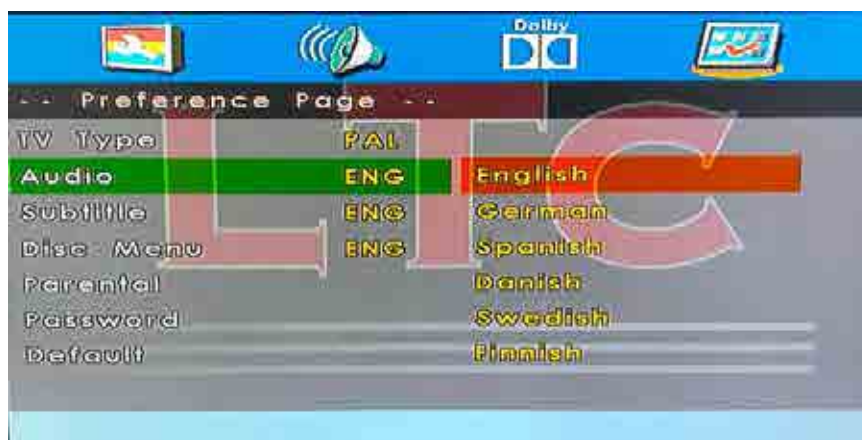 Dolby
-- Preference Page --
TV Type PAL
Audio ENG English
Subtitle ENG German
Disc Menu ENG Spanish
Parental Danish
Password Swedish
Default Finnish
LTC